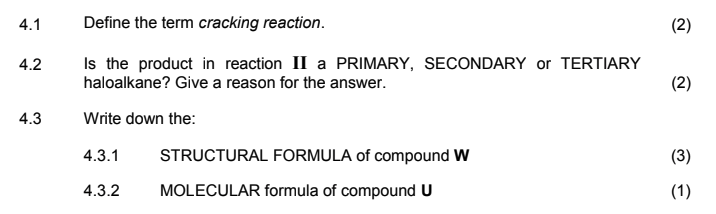 4.1 Define the term cracking reaction. (2)
4.2 Is the product in reaction II a PRIMARY, SECONDARY or TERTIARY
haloalkane? Give a reason for the answer. (2)
4.3 Write down the:
4.3.1 STRUCTURAL FORMULA of compound W (3)
4.3.2 MOLECULAR formula of compound U (1)